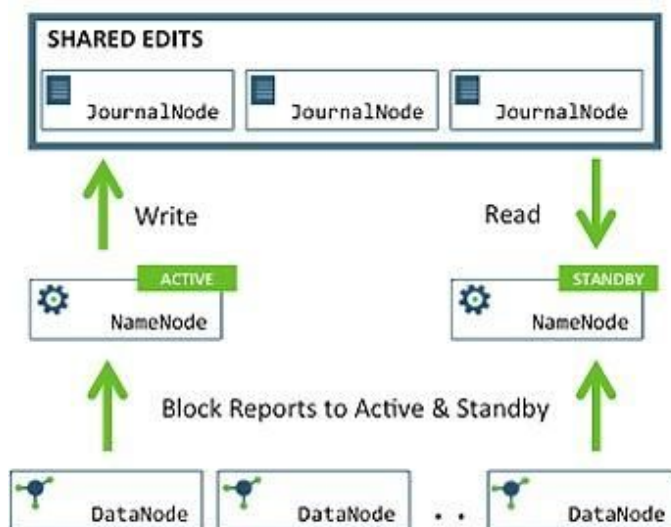 SHARED EDITS
JournalNode JournalNode JournalNode
Write Read
ACTIVE STANDBY
NameNode NameNode
Block Reports to Active & Standby
DataNode DataNode . . DataNode